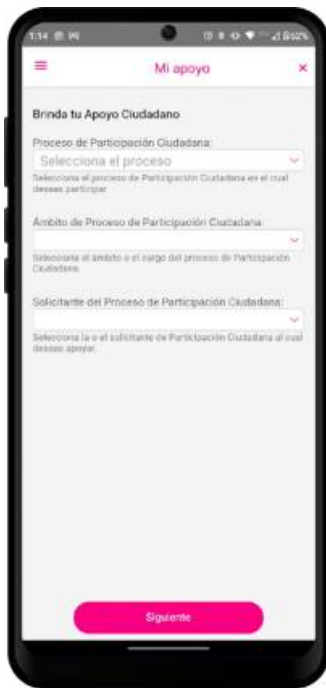 1:14
62%
Mi apoyo
Brinda tu Apoyo Ciudadano
Proceso de Participación Ciudadana:
Selecciona el proceso
Selecciona el proceso de Participación Ciudadana en el cual
deseas participar.
Ámbito de Proceso de Participación Ciudadana:
Selecciona el ámbito o el cargo del proceso de Participación
Ciudadana.
Solicitante del Proceso de Participación Ciudadana:
Selecciona la o el solicitante de Participación Ciudadana al cual
deseas apoyar.
Siguiente